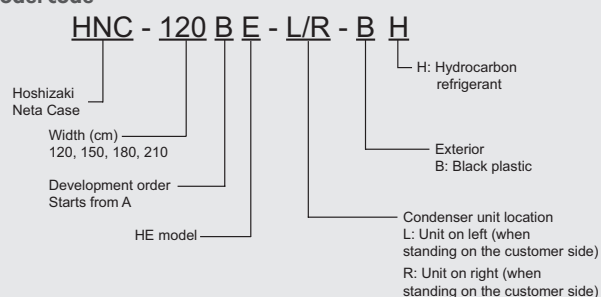 HNC - 120 B E - L/R - B H
H: Hydrocarbon
refrigerant
Hoshizaki
Neta Case
Width (cm)
120, 150, 180, 210
Exterior
B: Black plastic
Development order
Starts from A
Condenser unit location
L: Unit on left (when
standing on the customer side)
HE model
R: Unit on right (when
standing on the customer side)